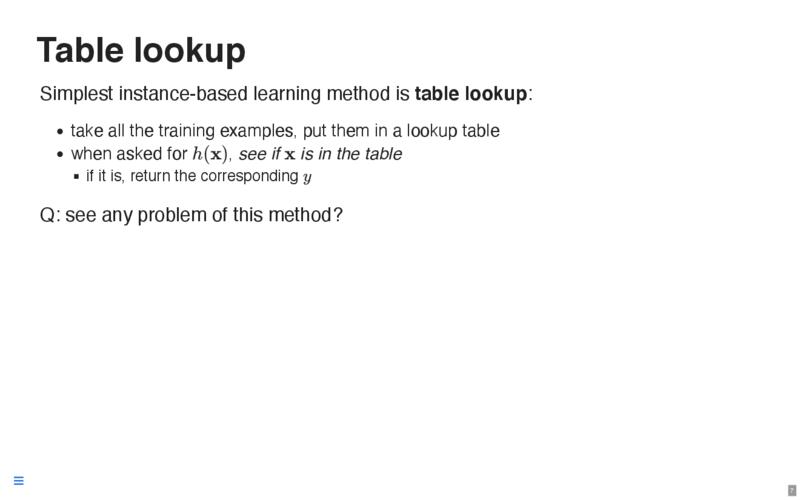 Table lookup
Simplest instance-based learning method is table lookup:
• take all the training examples, put them in a lookup table
• when asked for h(x), see if x is in the table
▪ if it is, return the corresponding y
Q: see any problem of this method?
7